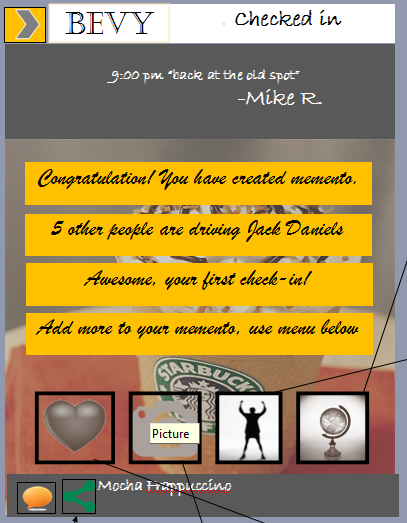 BEVY
Checked in
9:00 pm "back at the old spot"
-Mike R.
Congratulation! You have created memento.
5 other people are driving Jack Daniels
Awesome, your first check-in!
Add more to your memento, use menu below
STARBUCKS
Picture
Mocha Frappuccino